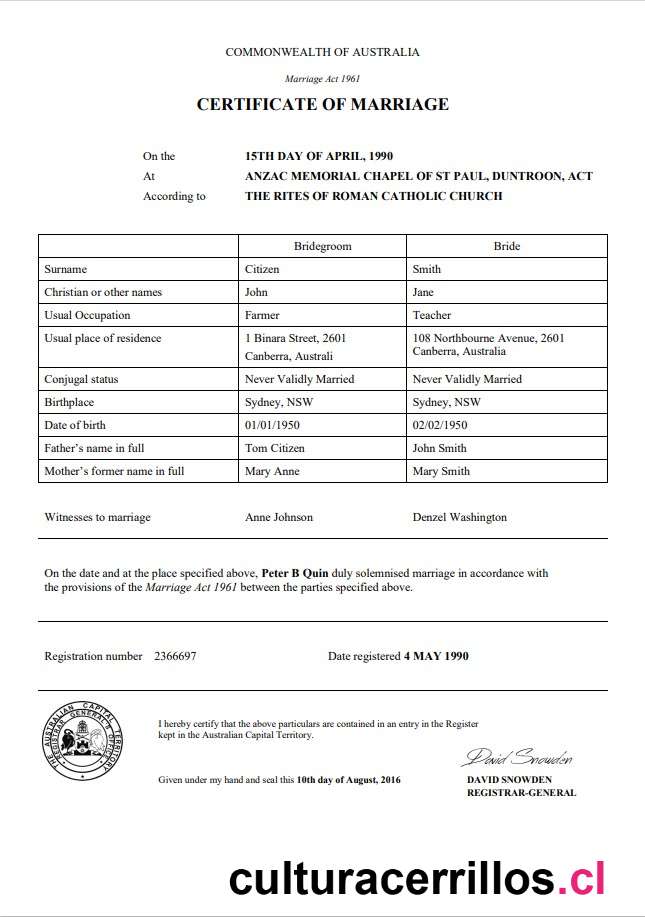 COMMONWEALTH OF AUSTRALIA
Marriage Act 1961
CERTIFICATE OF MARRIAGE
On the 15TH DAY OF APRIL, 1990
At ANZAC MEMORIAL CHAPEL OF ST PAUL, DUNTROON, ACT
According to THE RITES OF ROMAN CATHOLIC CHURCH
Bridegroom Bride
Surname Citizen Smith
Christian or other names John Jane
Usual Occupation Farmer Teacher
Usual place of residence 1 Binara Street, 2601 108 Northbourne Avenue, 2601
Canberra, Australi Canberra, Australia
Conjugal status Never Validly Married Never Validly Married
Birthplace Sydney, NSW Sydney, NSW
Date of birth 01/01/1950 02/02/1950
Father's name in full Tom Citizen John Smith
Mother's former name in full Mary Anne Mary Smith
Witnesses to marriage Anne Johnson Denzel Washington
On the date and at the place specified above, Peter B Quin duly solemnised marriage in accordance with
the provisions of the Marriage Act 1961 between the parties specified above.
Registration number 2366697 Date registered 4 MAY 1990
THE AUSTRALIAN CAPITAL TERRITORY
REGISTRAR GENERAL'S OFFICE
I hereby certify that the above particulars are contained in an entry in the Register
kept in the Australian Capital Territory.
David Snowden
Given under my hand and seal this 10th day of August, 2016 DAVID SNOWDEN
REGISTRAR-GENERAL
culturacerrillos.cl